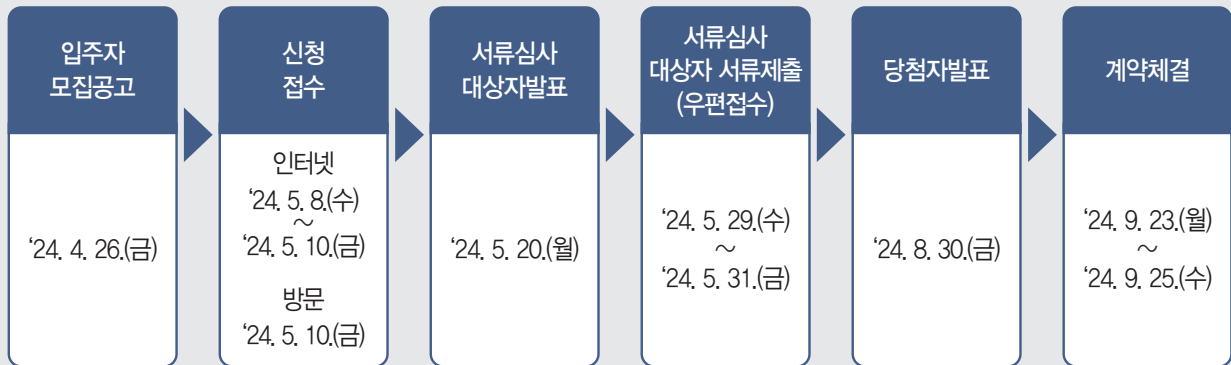 입주자
모집공고
‘24. 4. 26.(금)
신청
접수
인터넷
‘24. 5. 8.(수)
~
‘24. 5. 10.(금)
방문
‘24. 5. 10.(금)
서류심사
대상자발표
‘24. 5. 20.(월)
서류심사
대상자 서류제출
(우편접수)
‘24. 5. 29.(수)
~
‘24. 5. 31.(금)
당첨자발표
‘24. 8. 30.(금)
계약체결
‘24. 9. 23.(월)
~
‘24. 9. 25.(수)